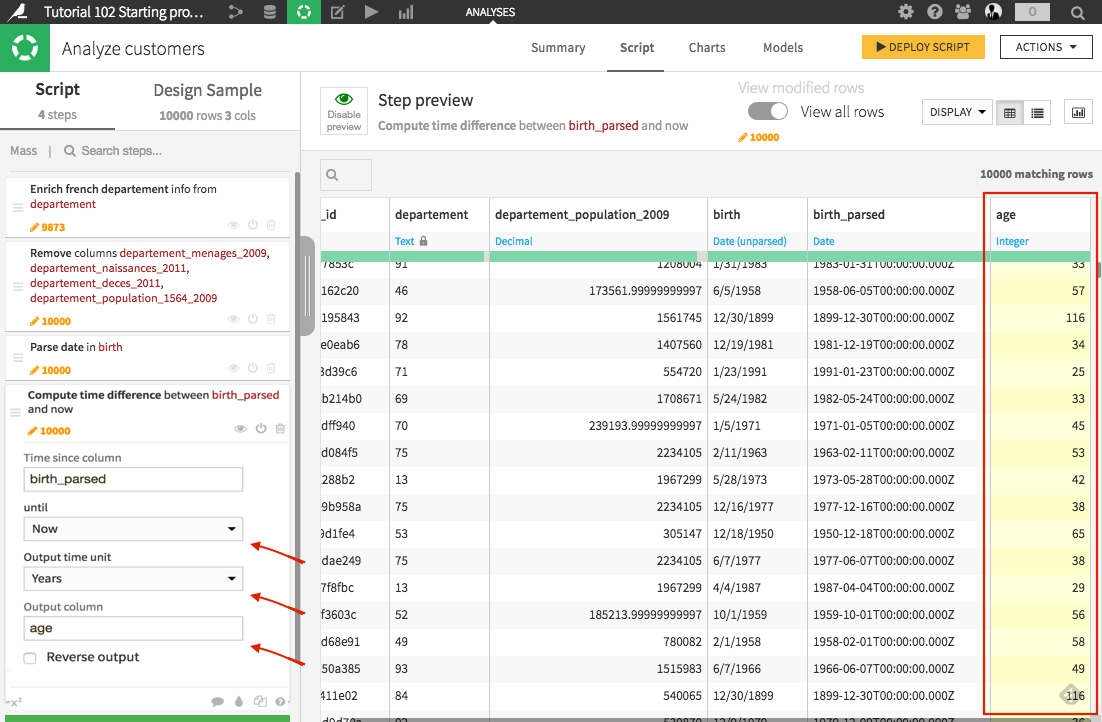 Tutorial 102 Starting pro...
ANALYSES
0
Analyze customers
Summary
Script
Charts
Models
DEPLOY SCRIPT
ACTIONS
Script
4 steps
Design Sample
10000 rows 3 cols
Mass | Search steps...
Enrich french departement info from
departement
9873
Remove columns departement_menages_2009,
departement_naissances_2011,
departement_deces_2011,
departement_population_1564_2009
10000
Parse date in birth
10000
Compute time difference between birth_parsed
and now
10000
Time since column
birth_parsed
until
Now
Output time unit
Years
Output column
age
Reverse output
Disable
preview
Step preview
Compute time difference between birth_parsed and now
View modified rows
View all rows
10000
DISPLAY
10000 matching rows
_id departement departement_population_2009 birth birth_parsed age
Text Decimal Date (unparsed) Date Integer
7853c 91 1208004 1/31/1983 1983-01-31T00:00:00.000Z 33
162c20 46 173561.99999999997 6/5/1958 1958-06-05T00:00:00.000Z 57
195843 92 1561745 12/30/1899 1899-12-30T00:00:00.000Z 116
e0eab6 78 1407560 12/19/1981 1981-12-19T00:00:00.000Z 34
3d39c6 71 554720 1/23/1991 1991-01-23T00:00:00.000Z 25
b214b0 69 1708671 5/24/1982 1982-05-24T00:00:00.000Z 33
dff940 70 239193.99999999997 1/5/1971 1971-01-05T00:00:00.000Z 45
d084f5 75 2234105 2/11/1963 1963-02-11T00:00:00.000Z 53
288b2 13 1967299 5/28/1973 1973-05-28T00:00:00.000Z 42
9b958a 75 2234105 12/16/1977 1977-12-16T00:00:00.000Z 38
9d1fe4 53 305147 12/18/1950 1950-12-18T00:00:00.000Z 65
dae249 75 2234105 6/7/1977 1977-06-07T00:00:00.000Z 38
7f8fbc 13 1967299 4/4/1987 1987-04-04T00:00:00.000Z 29
f3603c 52 185213.99999999997 10/1/1959 1959-10-01T00:00:00.000Z 56
d68e91 49 780082 2/1/1958 1958-02-01T00:00:00.000Z 58
50a385 93 1515983 6/7/1966 1966-06-07T00:00:00.000Z 49
411e02 84 540065 12/30/1899 1899-12-30T00:00:00.000Z 116